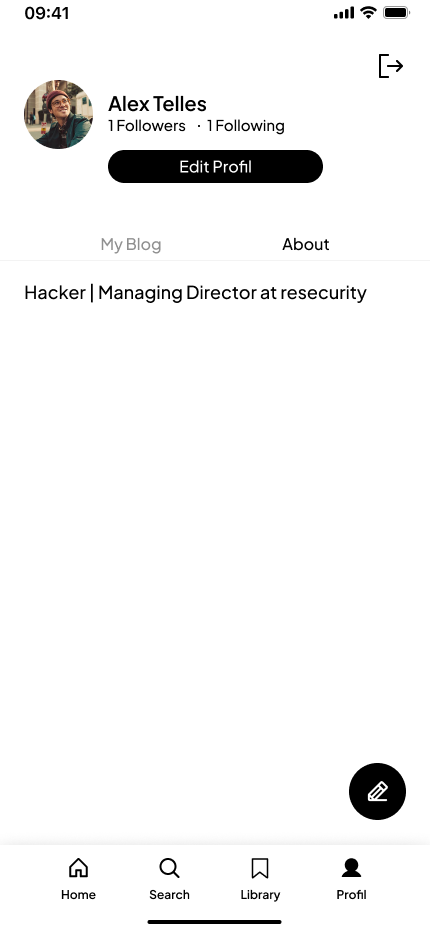 09:41
Alex Telles
1 Followers · 1 Following
Edit Profil
My Blog About
Hacker | Managing Director at resecurity
Home Search Library Profil